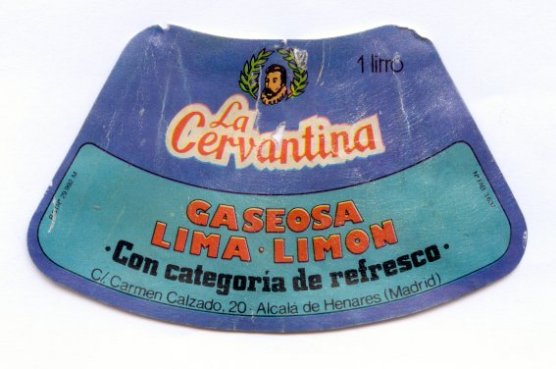 1 litro
La
Cervantina
GASEOSA
LIMA·LIMON
·Con categoría de refresco·
C/. Carmen Calzado, 20 - Alcalá de Henares (Madrid)